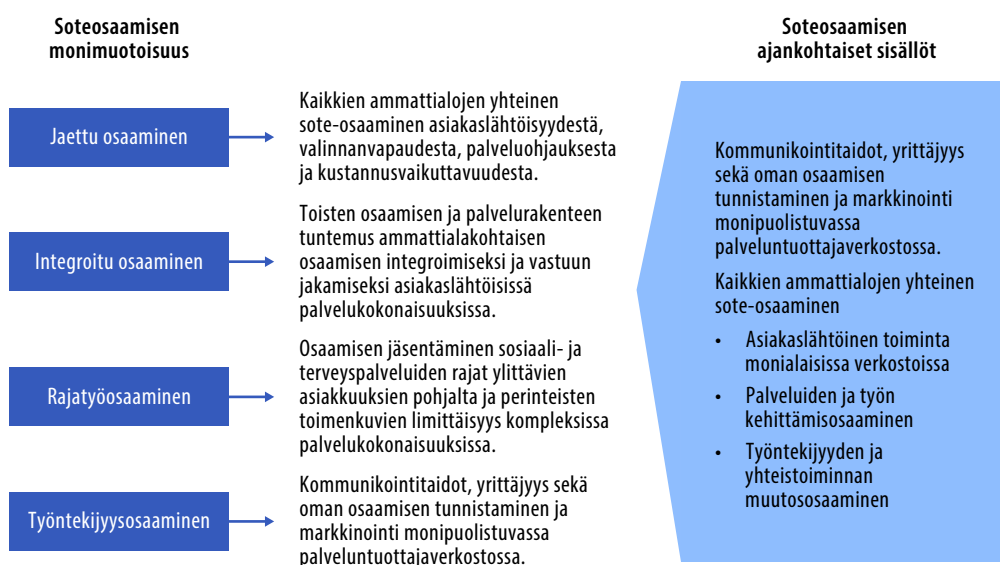 Soteosaamisen
monimuotoisuus
Soteosaamisen
ajankohtaiset sisällöt
Jaettu osaaminen
Kaikkien ammattialojen yhteinen
sote-osaaminen asiakaslähtöisyydestä,
valinnanvapaudesta, palveluohjauksesta
ja kustannusvaikuttavuudesta.
Integroitu osaaminen
Toisten osaamisen ja palvelurakenteen
tuntemus ammattialakohtaisen
osaamisen integroimiseksi ja vastuun
jakamiseksi asiakaslähtöisissä
palvelukokonaisuuksissa.
Rajatyöosaaminen
Osaamisen jäsentäminen sosiaali- ja
terveyspalveluiden rajat ylittävien
asiakkuuksien pohjalta ja perinteisten
toimenkuvien limittäisyys kompleksissa
palvelukokonaisuuksissa.
Työntekijyysosaaminen
Kommunikointitaidot, yrittäjyys sekä
oman osaamisen tunnistaminen ja
markkinointi monipuolistuvassa
palveluntuottajaverkostossa.
Kommunikointitaidot, yrittäjyys
sekä oman osaamisen
tunnistaminen ja markkinointi
monipuolistuvassa
palveluntuottajaverkostossa.
Kaikkien ammattialojen yhteinen
sote-osaaminen
• Asiakaslähtöinen toiminta
monialaisissa verkostoissa
• Palveluiden ja työn
kehittämisosaaminen
• Työntekijyyden ja
yhteistoiminnan
muutososaaminen